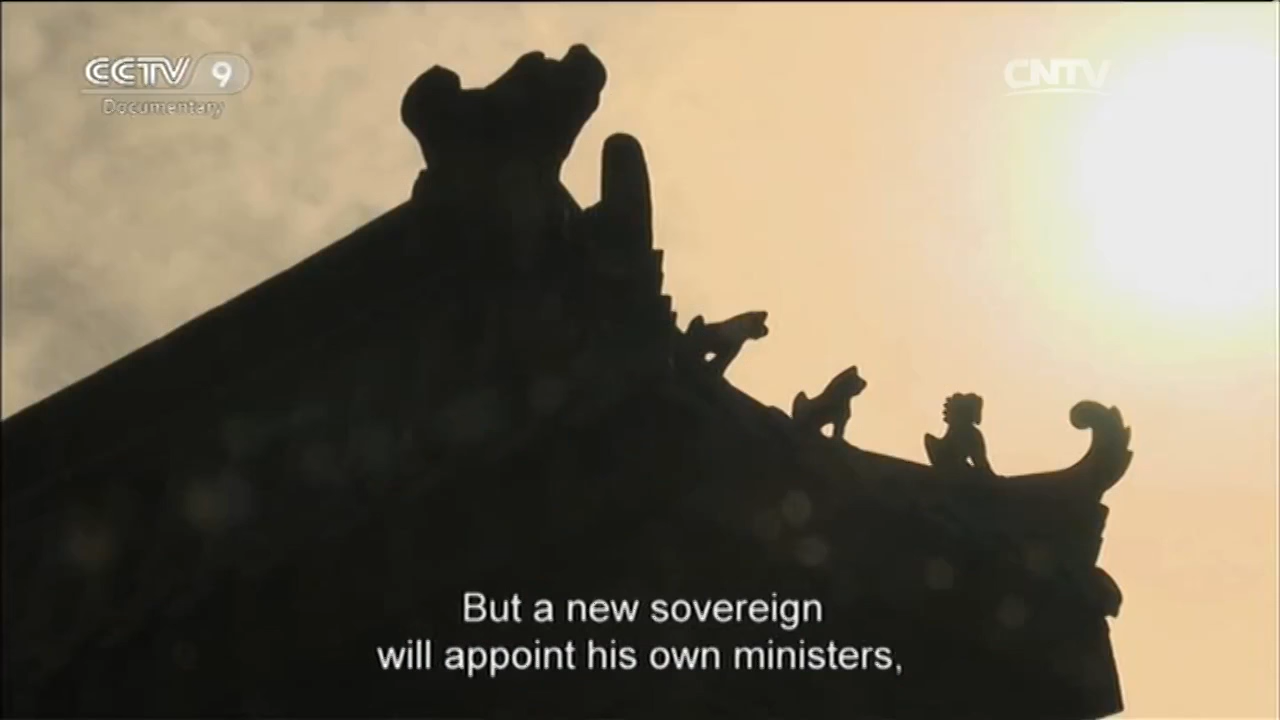 CCTV 9
Documentary
CNTV
But a new sovereign
will appoint his own ministers,